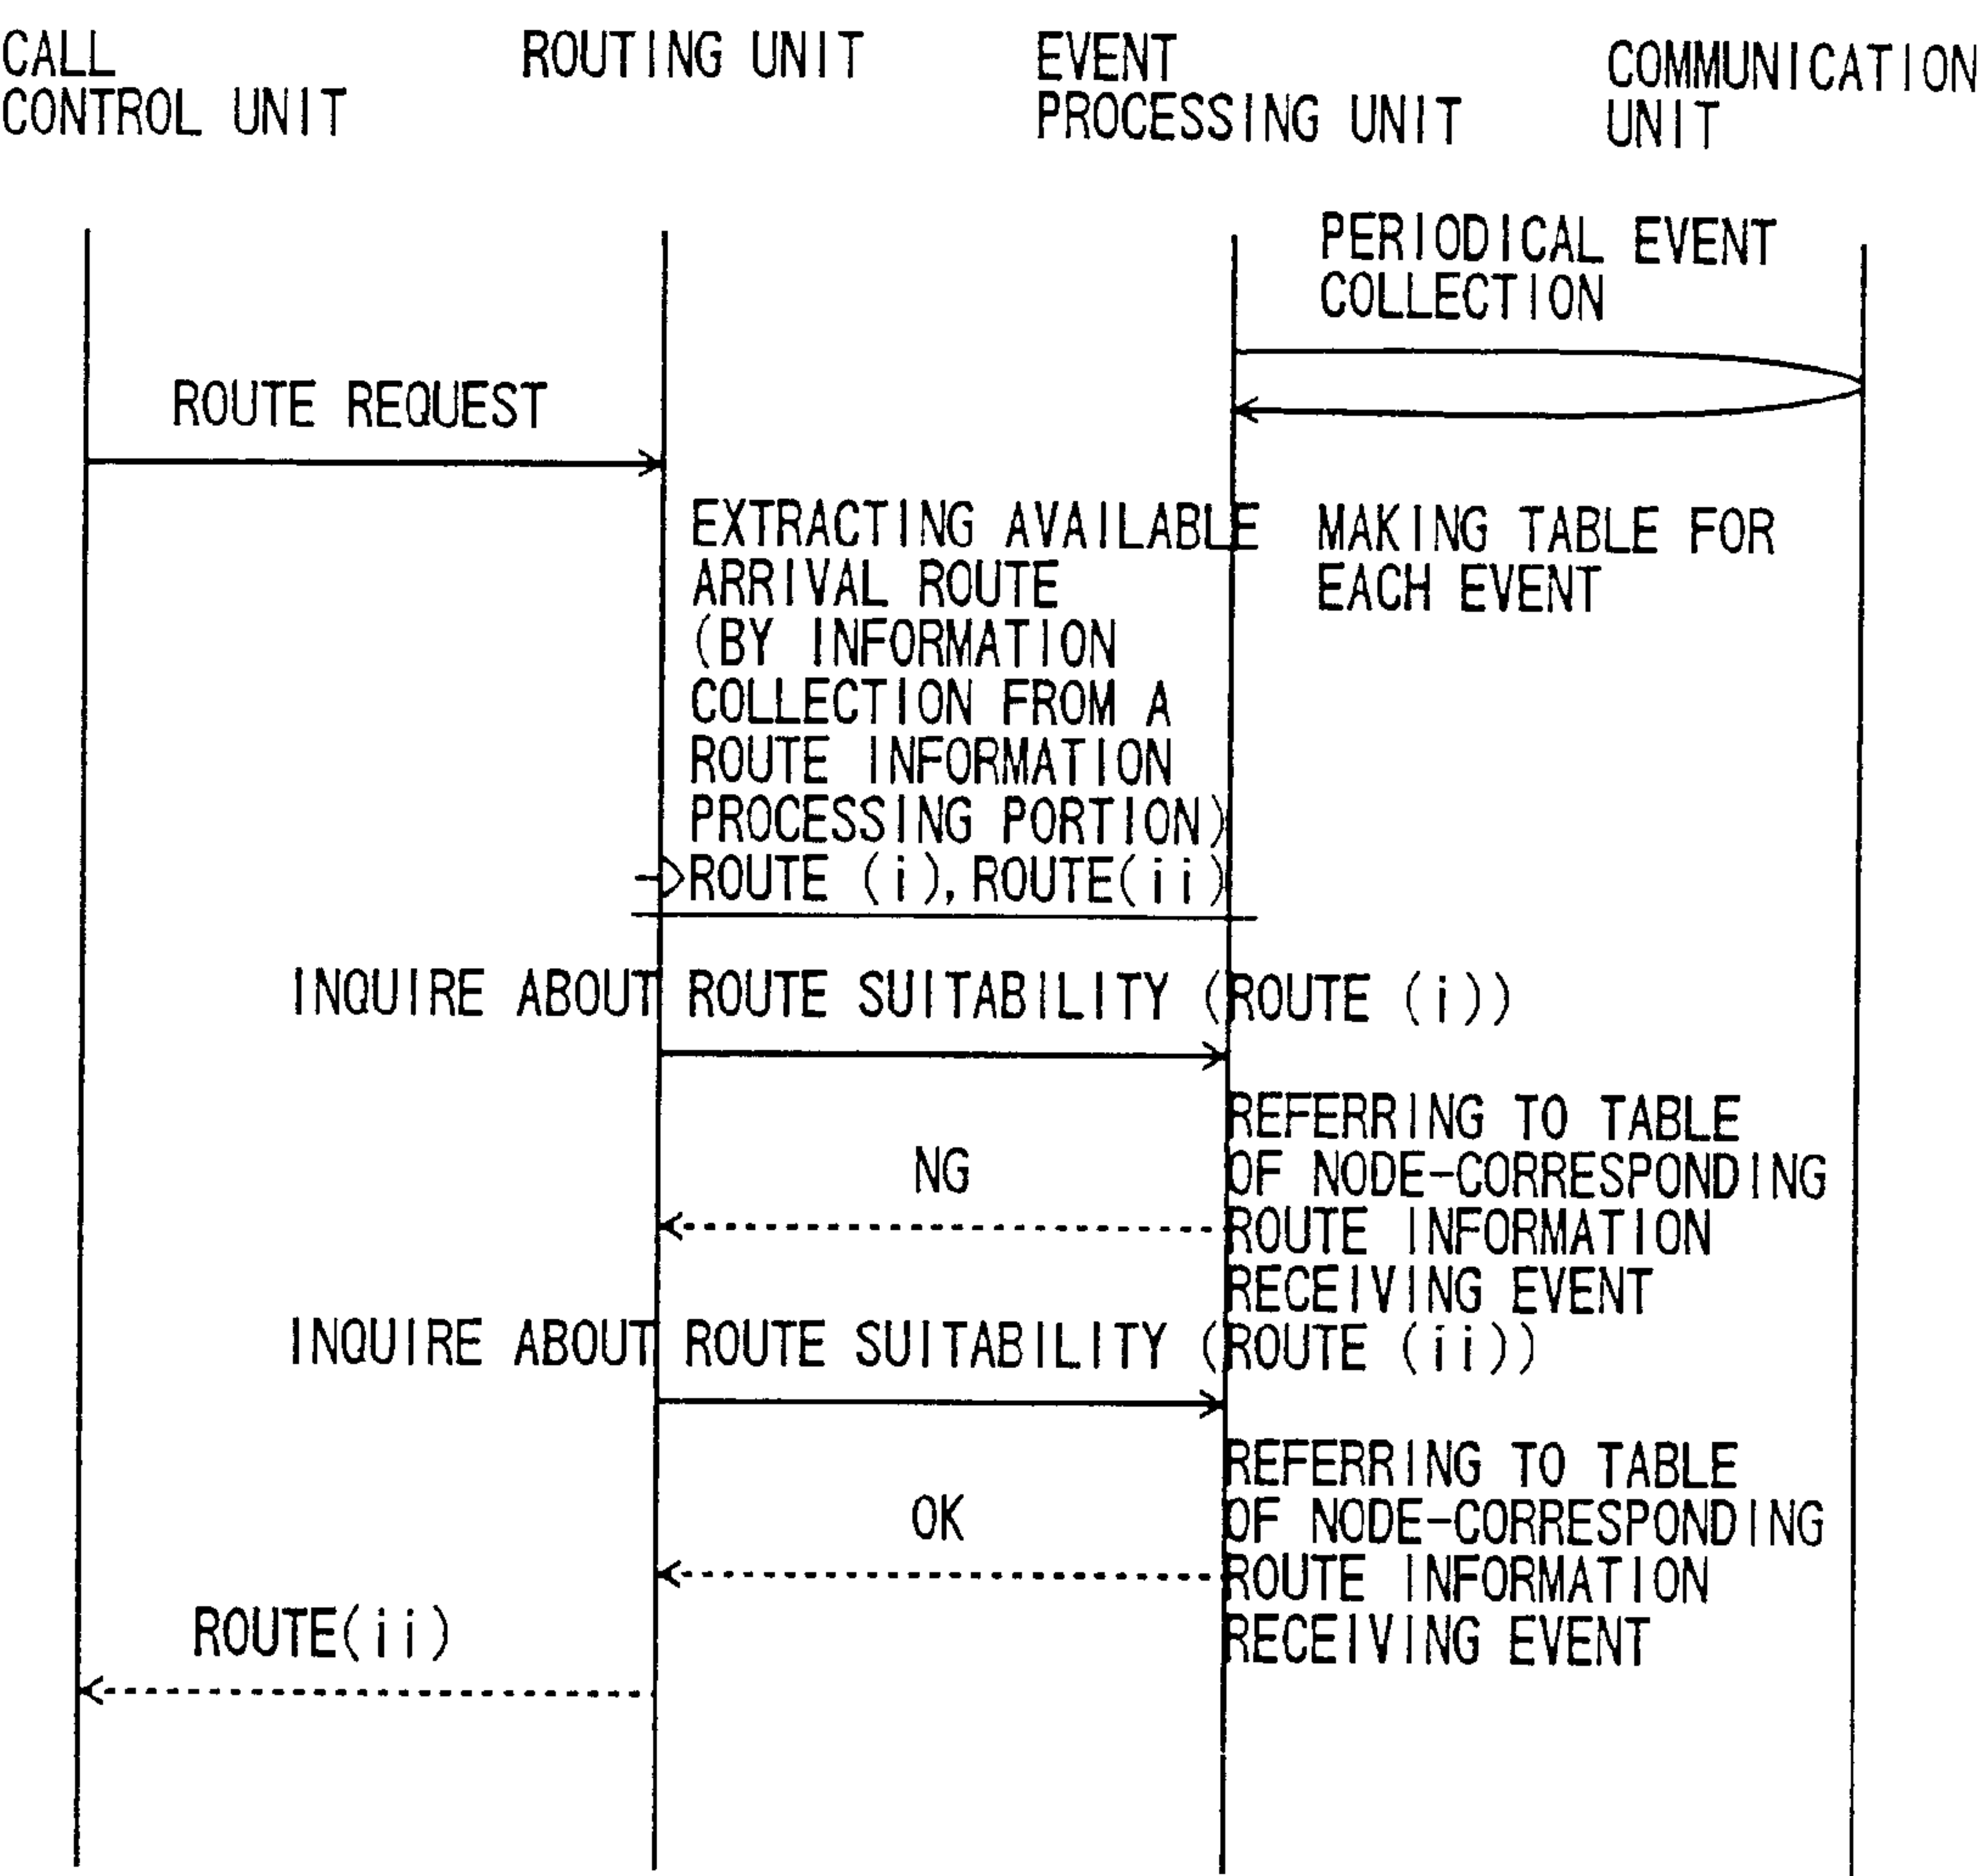 CALL
CONTROL UNIT
ROUTING UNIT
EVENT
PROCESSING UNIT
COMMUNICATION
UNIT
PERIODICAL EVENT
COLLECTION
ROUTE REQUEST
EXTRACTING AVAILABLE
ARRIVAL ROUTE
(BY INFORMATION
COLLECTION FROM A
ROUTE INFORMATION
PROCESSING PORTION)
ROUTE (i), ROUTE(ii)
MAKING TABLE FOR
EACH EVENT
INQUIRE ABOUT ROUTE SUITABILITY (ROUTE (i))
NG
REFERRING TO TABLE
OF NODE-CORRESPONDING
ROUTE INFORMATION
RECEIVING EVENT
INQUIRE ABOUT ROUTE SUITABILITY (ROUTE (ii))
OK
REFERRING TO TABLE
OF NODE-CORRESPONDING
ROUTE INFORMATION
RECEIVING EVENT
ROUTE(ii)